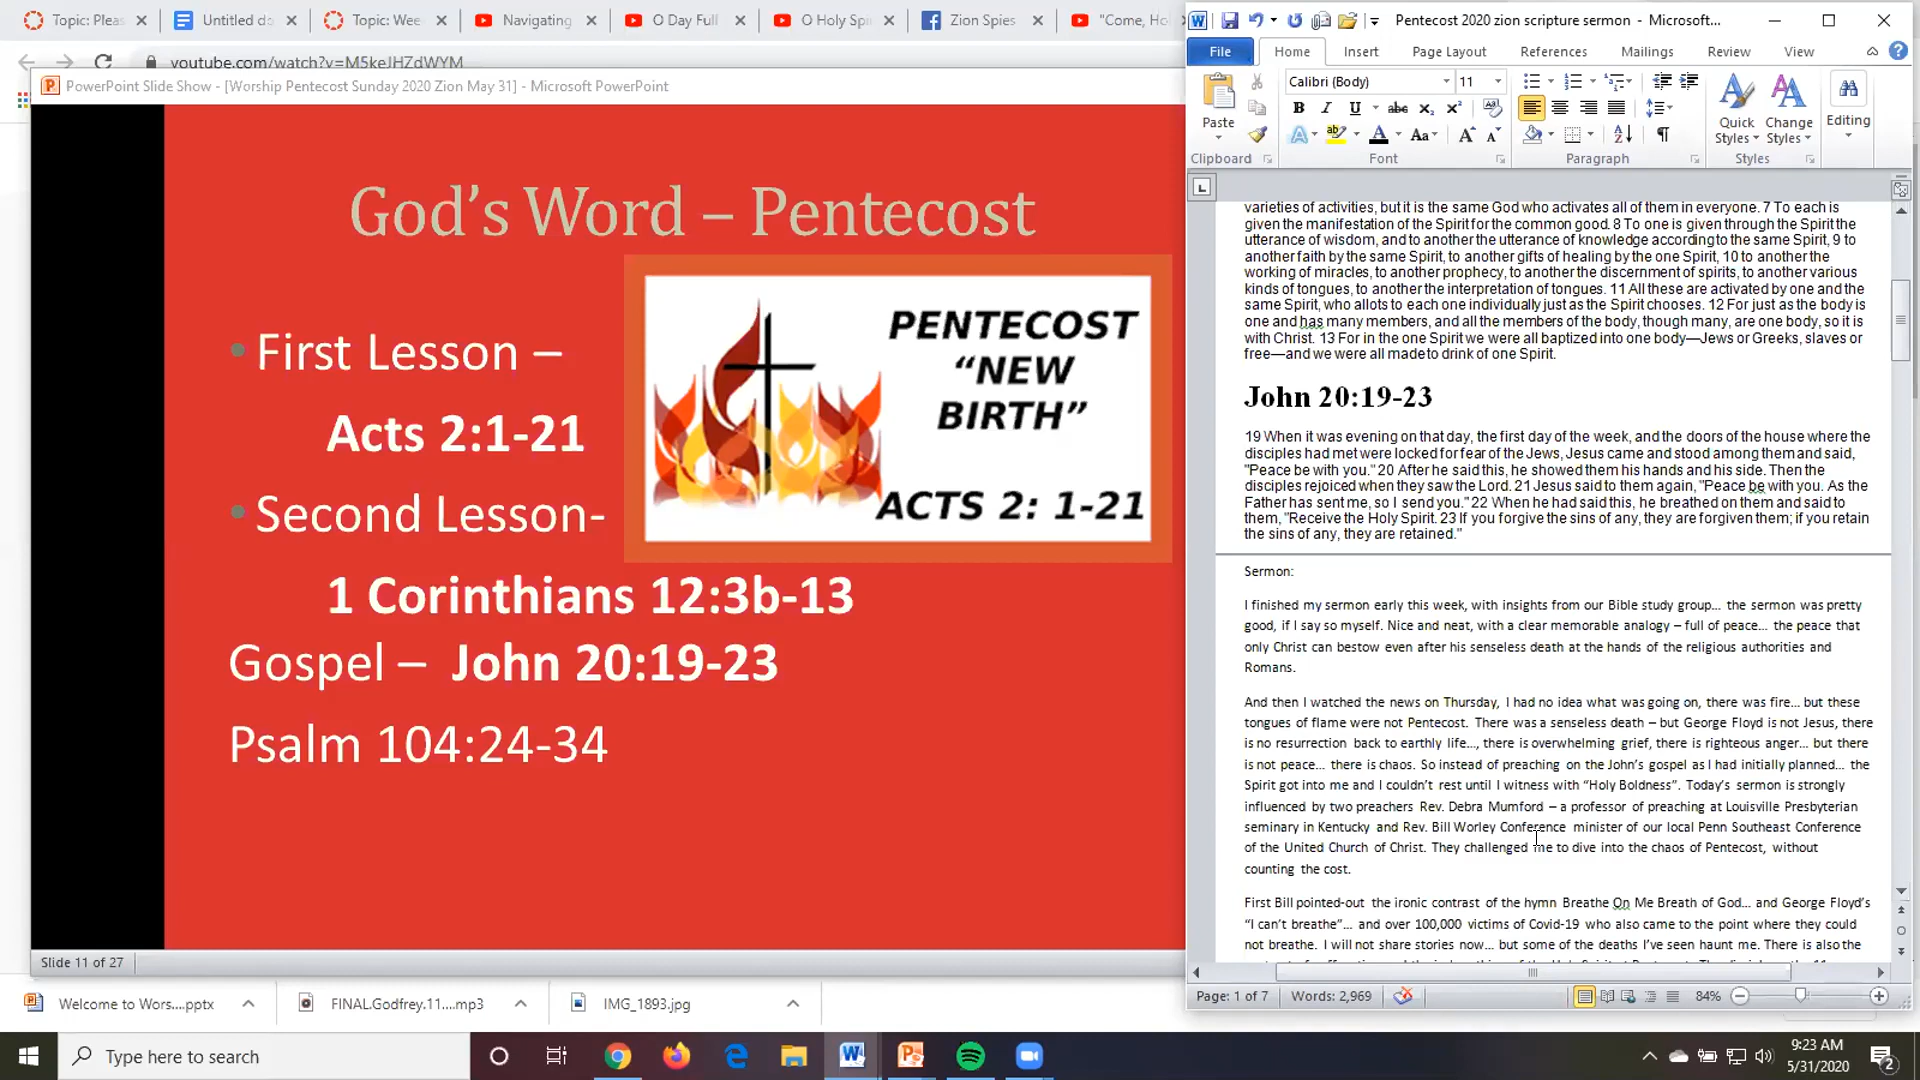 Topic: Pleas
Untitled do
Topic: Wee
Navigating
O Day Full
O Holy Spi
Zion Spies
"Come, Ho
youtube.com/watch?v=M5keJHZdWYM
PowerPoint Slide Show - [Worship Pentecost Sunday 2020 Zion May 31] - Microsoft PowerPoint
God's Word – Pentecost
• First Lesson –
Acts 2:1-21
• Second Lesson-
1 Corinthians 12:3b-13
Gospel – John 20:19-23
Psalm 104:24-34
PENTECOST
“NEW
BIRTH”
ACTS 2: 1-21
Slide 11 of 27
Pentecost 2020 zion scripture sermon - Microsoft...
File
Home
Insert
Page Layout
References
Mailings
Review
View
Calibri (Body)
11
Paste
Quick
Styles
Change
Styles
Editing
Clipboard
Font
Paragraph
Styles
varieties of activities, but it is the same God who activates all of them in everyone. 7 To each is
given the manifestation of the Spirit for the common good. 8 To one is given through the Spirit the
utterance of wisdom, and to another the utterance of knowledge according to the same Spirit, 9 to
another faith by the same Spirit, to another gifts of healing by the one Spirit, 10 to another the
working of miracles, to another prophecy, to another the discernment of spirits, to another various
kinds of tongues, to another the interpretation of tongues. 11 All these are activated by one and the
same Spirit, who allots to each one individually just as the Spirit chooses. 12 For just as the body is
one and has many members, and all the members of the body, though many, are one body, so it is
with Christ. 13 For in the one Spirit we were all baptized into one body—Jews or Greeks, slaves or
free—and we were all made to drink of one Spirit.
John 20:19-23
19 When it was evening on that day, the first day of the week, and the doors of the house where the
disciples had met were locked for fear of the Jews, Jesus came and stood among them and said,
"Peace be with you." 20 After he said this, he showed them his hands and his side. Then the
disciples rejoiced when they saw the Lord. 21 Jesus said to them again, "Peace be with you. As the
Father has sent me, so I send you." 22 When he had said this, he breathed on them and said to
them, "Receive the Holy Spirit. 23 If you forgive the sins of any, they are forgiven them; if you retain
the sins of any, they are retained."
Sermon:
I finished my sermon early this week, with insights from our Bible study group... the sermon was pretty
good, if I say so myself. Nice and neat, with a clear memorable analogy – full of peace... the peace that
only Christ can bestow even after his senseless death at the hands of the religious authorities and
Romans.
And then I watched the news on Thursday, I had no idea what was going on, there was fire... but these
tongues of flame were not Pentecost. There was a senseless death – but George Floyd is not Jesus, there
is no resurrection back to earthly life..., there is overwhelming grief, there is righteous anger... but there
is not peace... there is chaos. So instead of preaching on the John's gospel as I had initially planned... the
Spirit got into me and I couldn't rest until I witness with “Holy Boldness”. Today's sermon is strongly
influenced by two preachers Rev. Debra Mumford – a professor of preaching at Louisville Presbyterian
seminary in Kentucky and Rev. Bill Worley Conference minister of our local Penn Southeast Conference
of the United Church of Christ. They challenged me to dive into the chaos of Pentecost, without
counting the cost.
First Bill pointed-out the ironic contrast of the hymn Breathe On Me Breath of God... and George Floyd's
“I can't breathe”... and over 100,000 victims of Covid-19 who also came to the point where they could
not breathe. I will not share stories now... but some of the deaths I've seen haunt me. There is also the
Page: 1 of 7
Words: 2,969
84%
Welcome to Wors....pptx
FINAL.Godfrey.11....mp3
IMG_1893.jpg
Type here to search
9:23 AM
5/31/2020
2